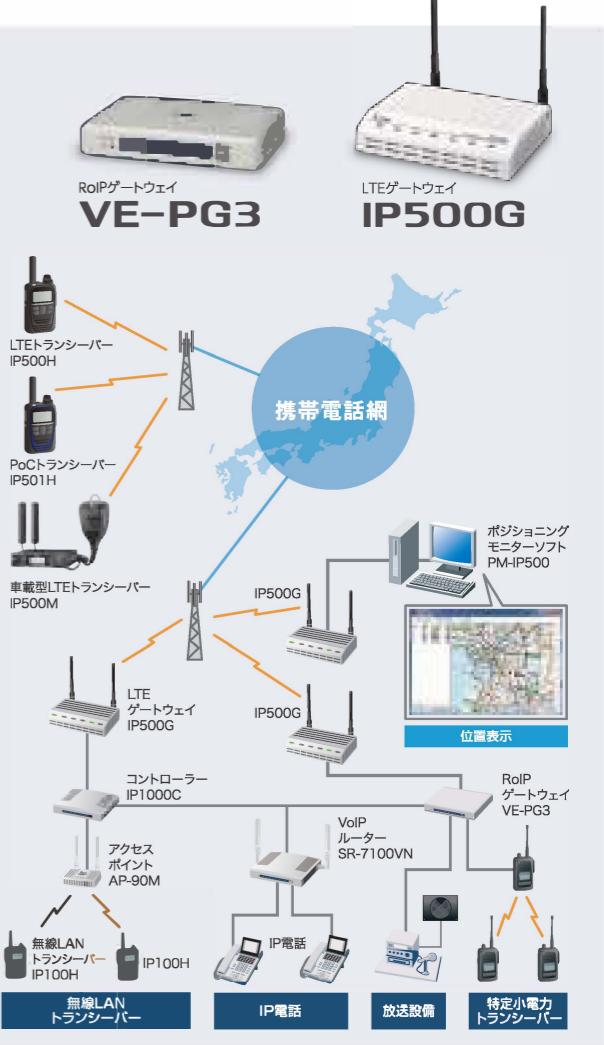 RoIPゲートウェイ
VE-PG3
LTEゲートウェイ
IP500G
LTEトランシーバー
IP500H
PoCトランシーバー
IP501H
車載型LTEトランシーバー
IP500M
携帯電話網
ポジショニング
モニターソフト
PM-IP500
位置表示
IP500G
IP500G
LTE
ゲートウェイ
IP500G
コントローラー
IP1000C
アクセス
ポイント
AP-90M
VoIP
ルーター
SR-7100VN
RoIP
ゲートウェイ
VE-PG3
無線LAN
トランシーバー
IP100H
IP100H
IP電話
無線LAN
トランシーバー
IP電話
放送設備
特定小電力
トランシーバー